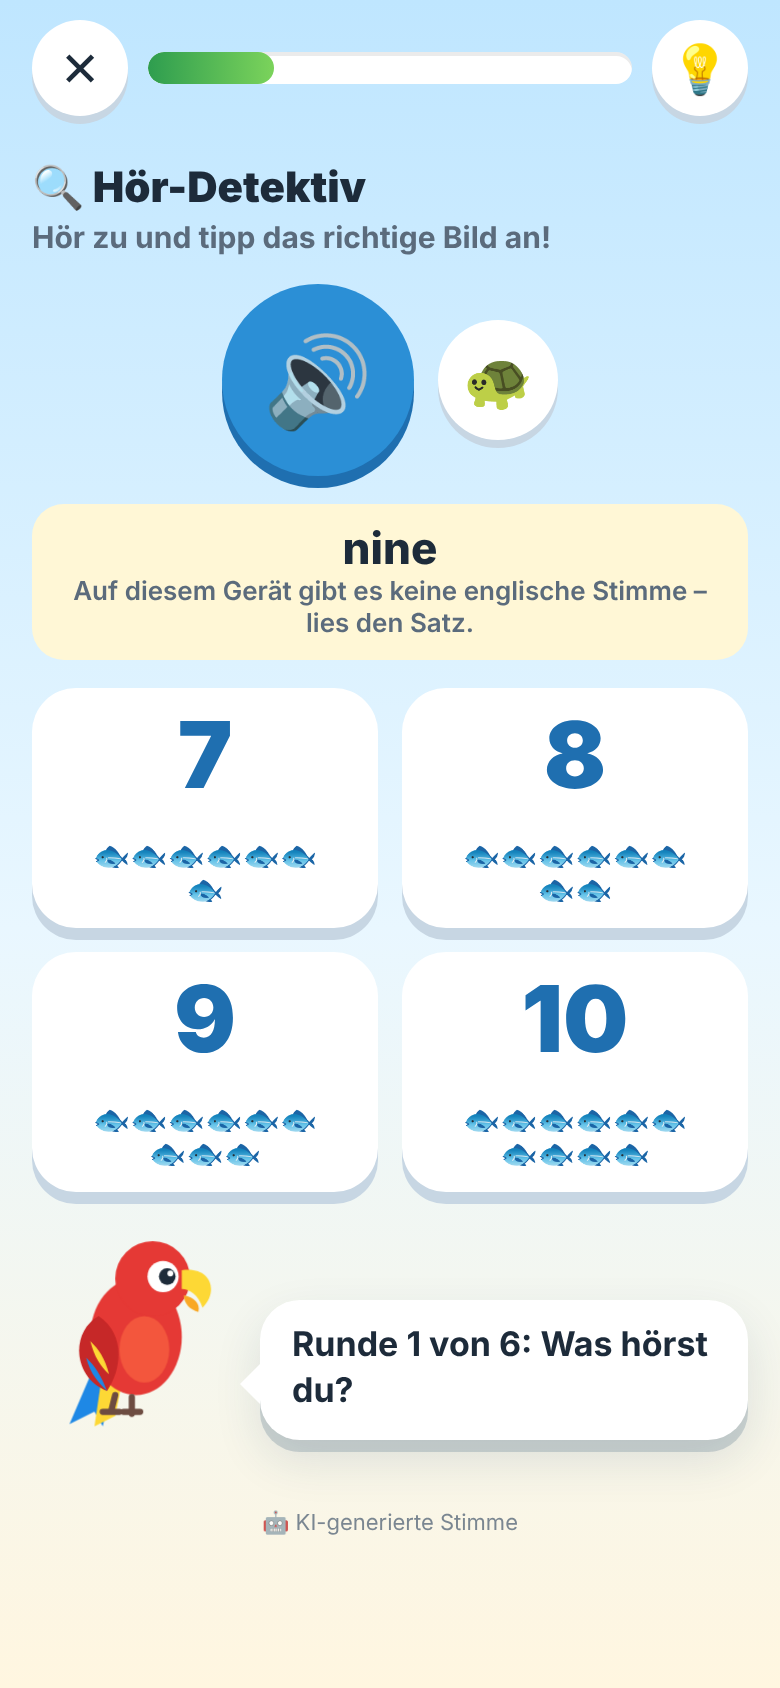 Hör-Detektiv
Hör zu und tipp das richtige Bild an!
nine
Auf diesem Gerät gibt es keine englische Stimme –
lies den Satz.
7
8
9
10
Runde 1 von 6: Was hörst
du?
KI-generierte Stimme